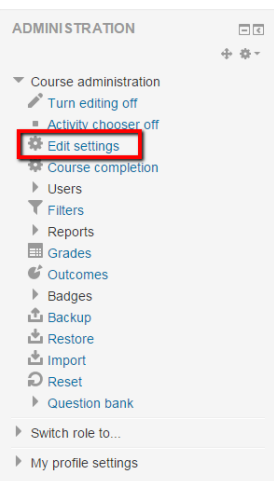 ADMINISTRATION
Course administration
Turn editing off
Activity chooser off
Edit settings
Course completion
Users
Filters
Reports
Grades
Outcomes
Badges
Backup
Restore
Import
Reset
Question bank
Switch role to...
My profile settings